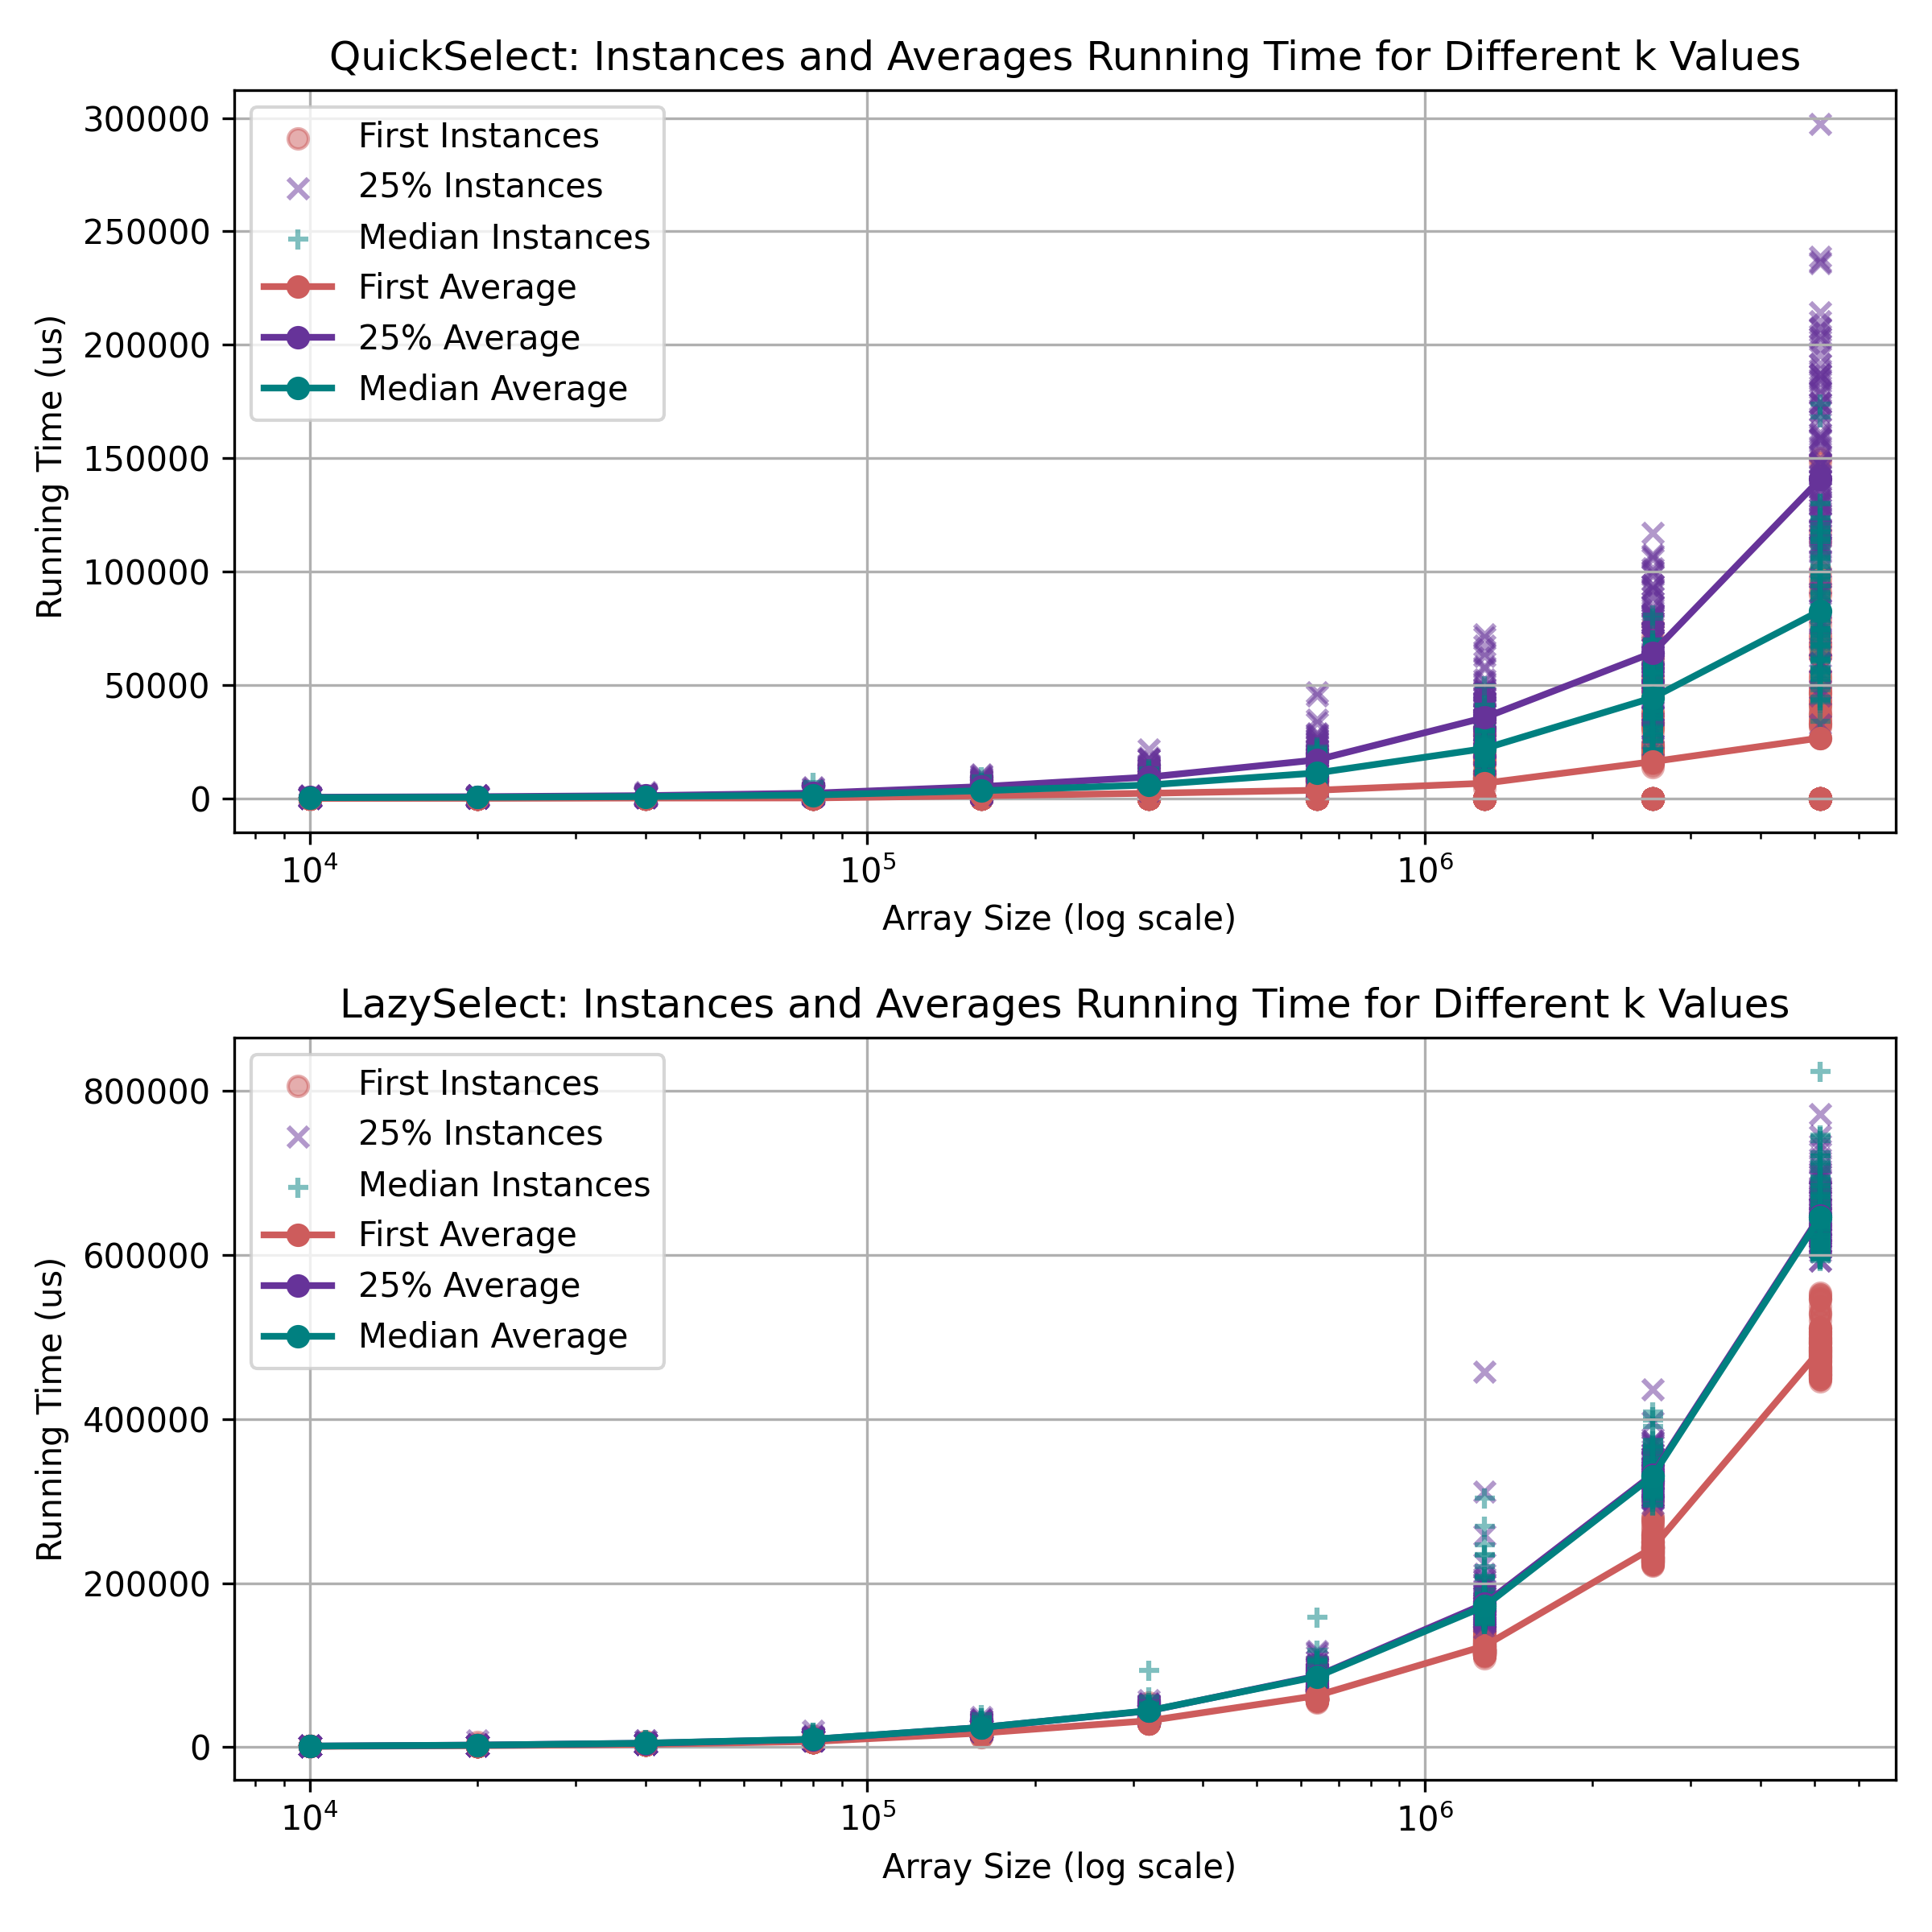 QuickSelect: Instances and Averages Running Time for Different k Values
Running Time (us)
300000
250000
200000
150000
100000
50000
0
First Instances
25% Instances
Median Instances
First Average
25% Average
Median Average
10⁴
10⁵
10⁶
Array Size (log scale)
LazySelect: Instances and Averages Running Time for Different k Values
Running Time (us)
800000
600000
400000
200000
0
First Instances
25% Instances
Median Instances
First Average
25% Average
Median Average
10⁴
10⁵
10⁶
Array Size (log scale)